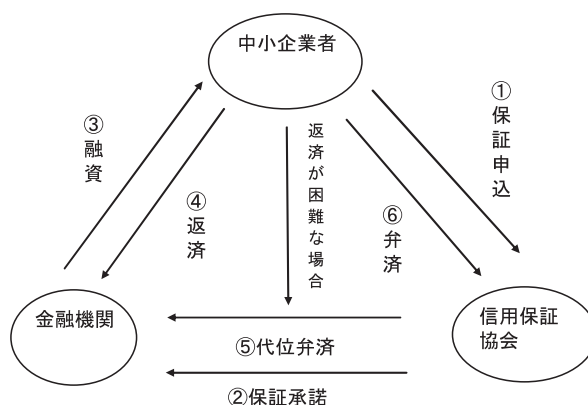 中小企業者
①保証申込
③融資
返済が困難な場合
④返済
⑥弁済
金融機関
信用保証
協会
⑤代位弁済
②保証承諾